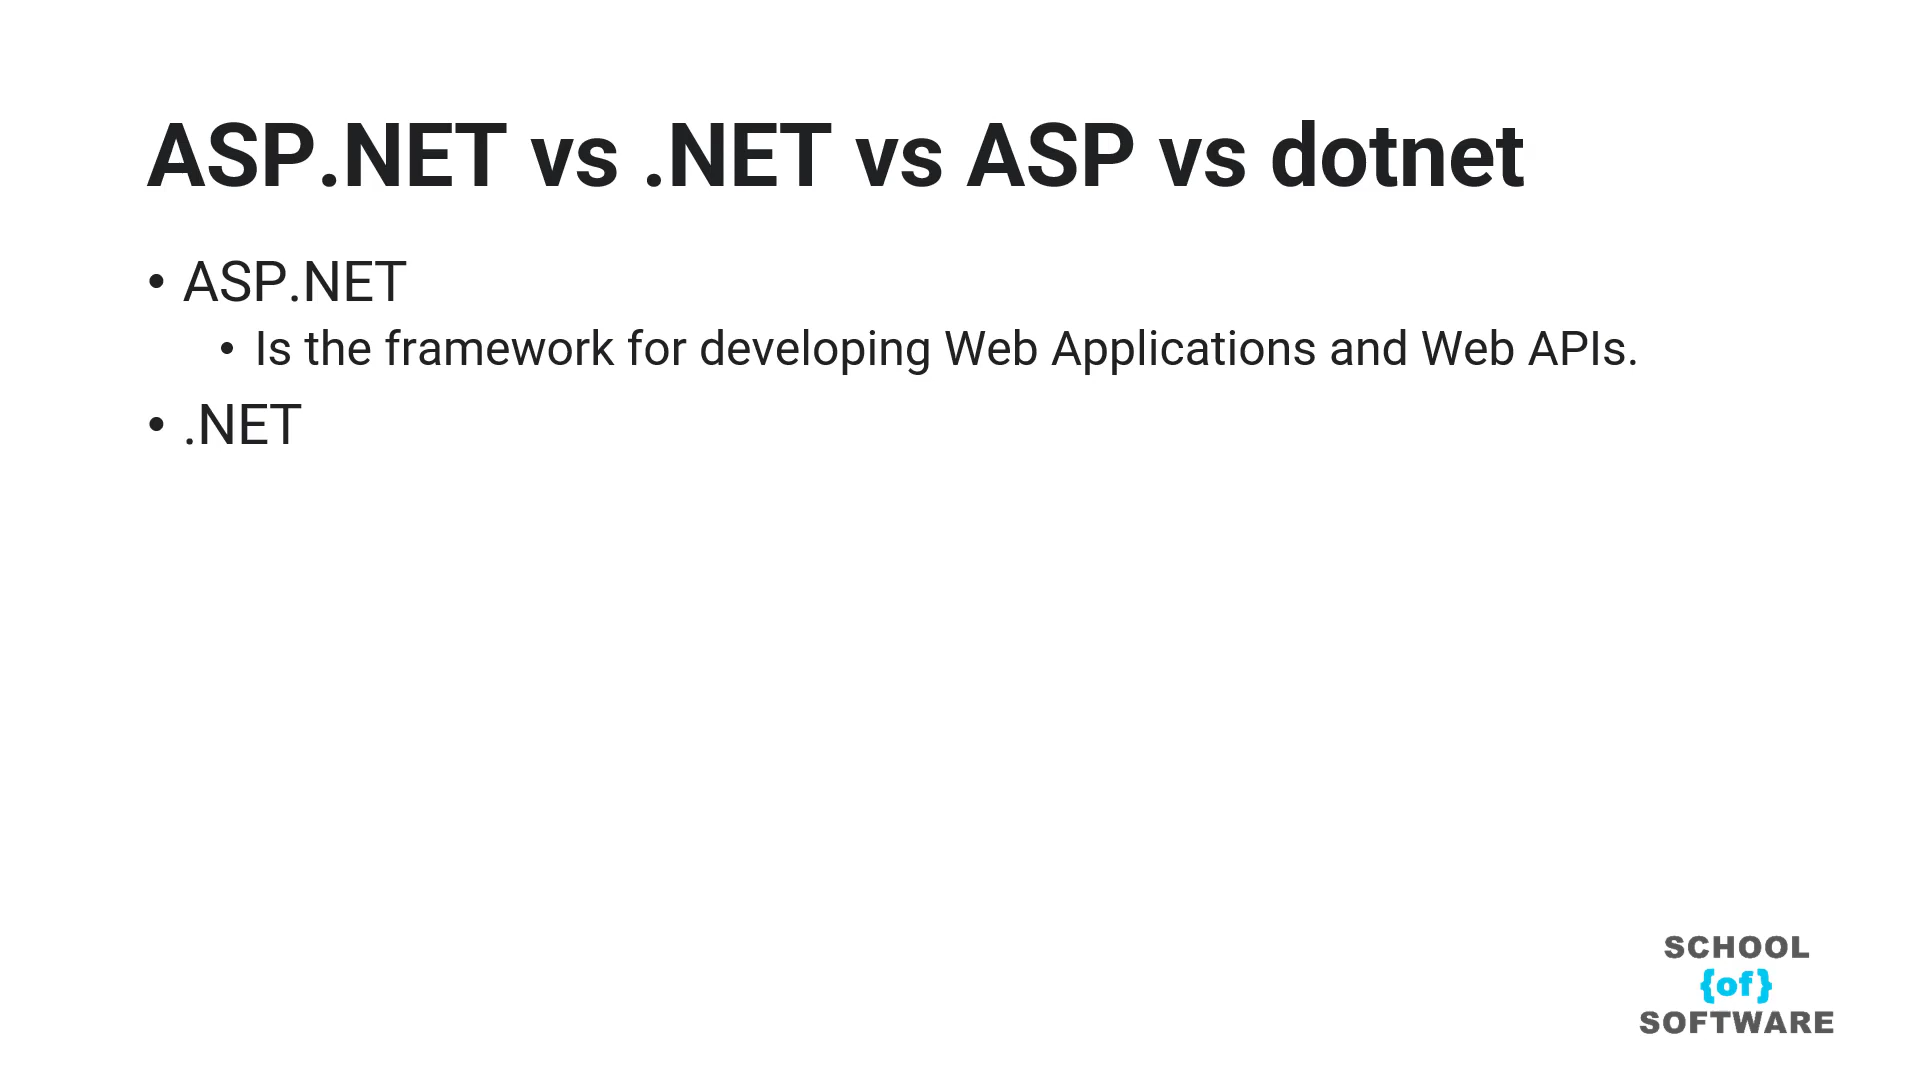 ASP.NET vs .NET vs ASP vs dotnet
• ASP.NET
• Is the framework for developing Web Applications and Web APIs.
• .NET
SCHOOL
{of}
SOFTWARE